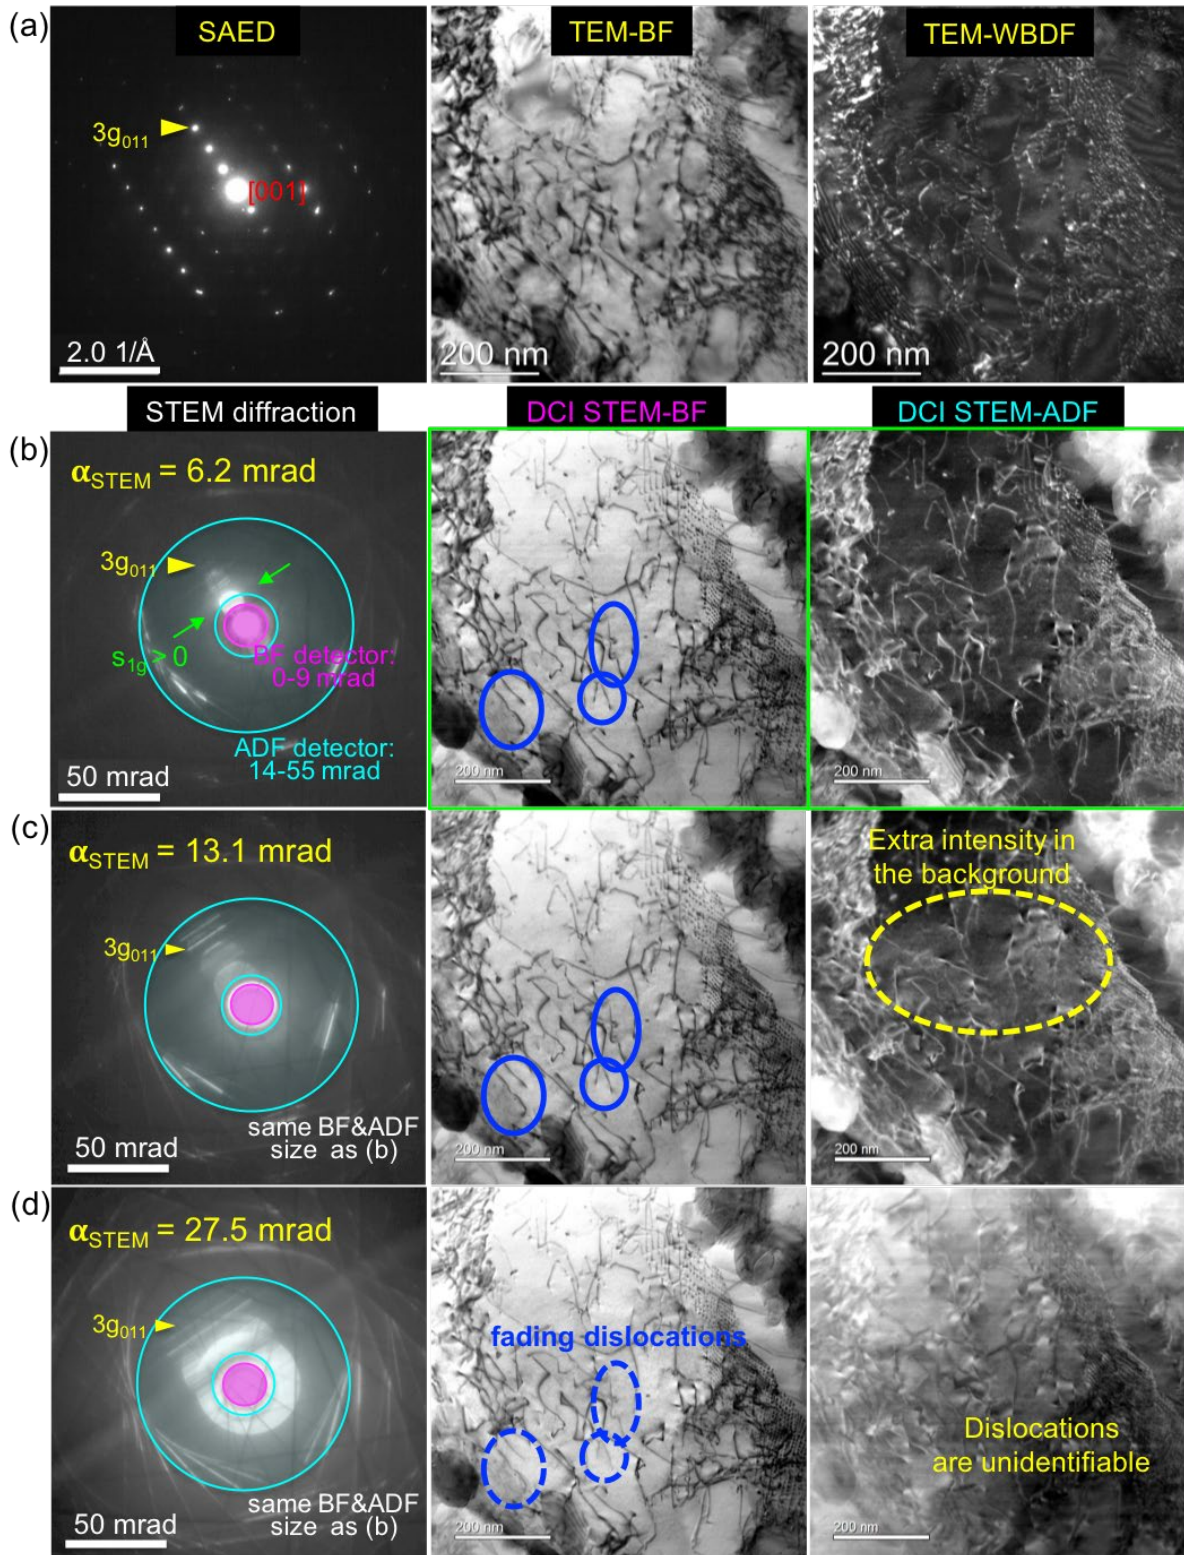 (a)
SAED
TEM-BF
TEM-WBDF
3g011
[001]
2.0 1/Å
200 nm
200 nm
STEM diffraction
DCI STEM-BF
DCI STEM-ADF
(b)
αSTEM = 6.2 mrad
3g011
s1g > 0
BF detector:
0-9 mrad
ADF detector:
14-55 mrad
50 mrad
200 nm
200 nm
(c)
αSTEM = 13.1 mrad
3g011
same BF&ADF
size as (b)
50 mrad
200 nm
Extra intensity in
the background
200 nm
(d)
αSTEM = 27.5 mrad
3g011
same BF&ADF
size as (b)
50 mrad
fading dislocations
200 nm
Dislocations
are unidentifiable
200 nm